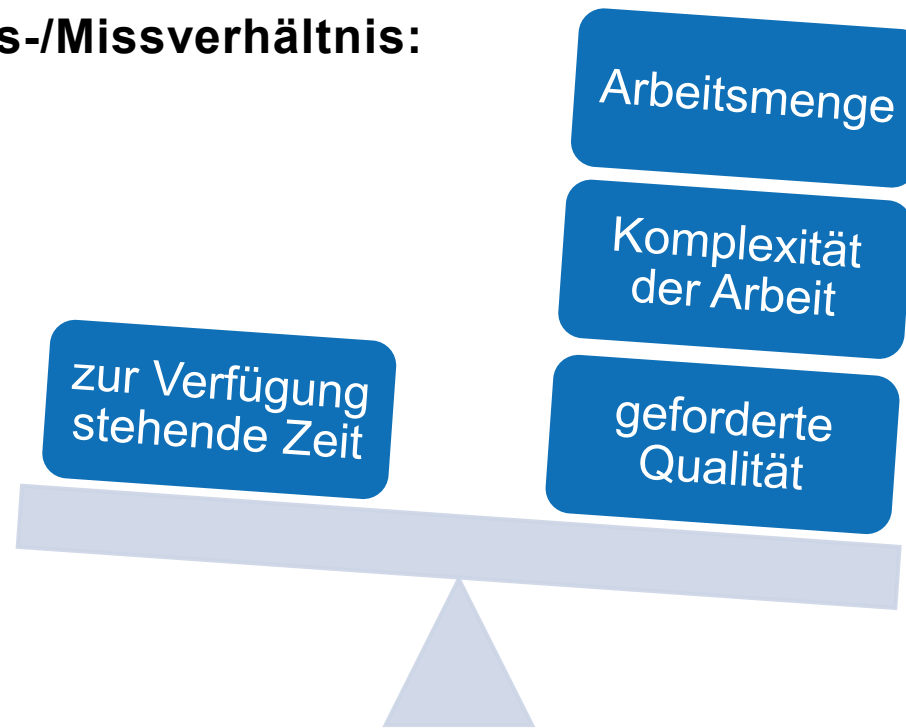 s-/Missverhältnis:
Arbeitsmenge
Komplexität
der Arbeit
zur Verfügung
stehende Zeit
geforderte
Qualität